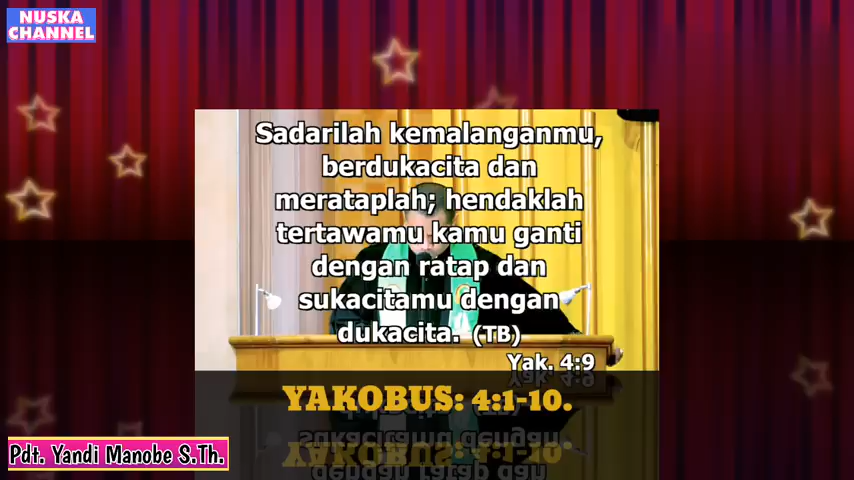 NUSKA
CHANNEL
Sadarilah kemalanganmu,
berdukacita dan
merataplah; hendaklah
tertawamu kamu ganti
dengan ratap dan
sukacitamu dengan
dukacita. (TB)
Yak. 4:9
YAKOBUS: 4:1-10.
Pdt. Yandi Manobe S.Th.